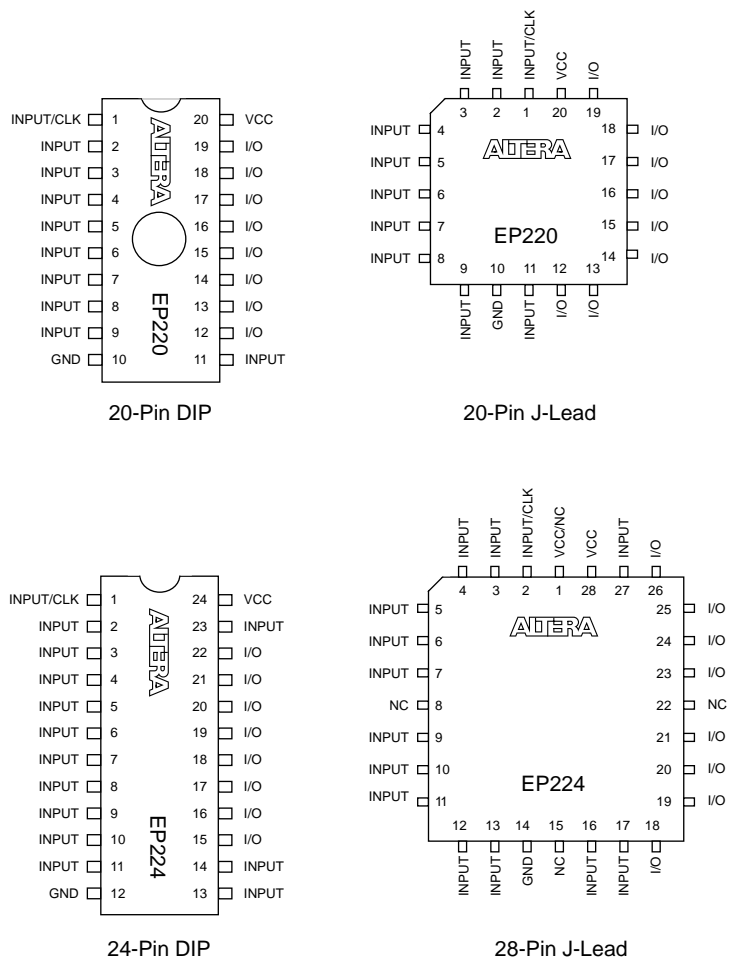 INPUT/CLK 1 20 VCC
INPUT 2 19 I/O
INPUT 3 18 I/O
INPUT 4 17 I/O
INPUT 5 16 I/O
INPUT 6 15 I/O
INPUT 7 14 I/O
INPUT 8 13 I/O
INPUT 9 12 I/O
GND 10 11 INPUT
ALTERA
EP220
20-Pin DIP
INPUT INPUT INPUT/CLK VCC I/O
3 2 1 20 19
INPUT 4 18 I/O
INPUT 5 17 I/O
INPUT 6 16 I/O
INPUT 7 15 I/O
INPUT 8 14 I/O
ALTERA
EP220
9 10 11 12 13
INPUT GND INPUT I/O I/O
20-Pin J-Lead
INPUT/CLK 1 24 VCC
INPUT 2 23 INPUT
INPUT 3 22 I/O
INPUT 4 21 I/O
INPUT 5 20 I/O
INPUT 6 19 I/O
INPUT 7 18 I/O
INPUT 8 17 I/O
INPUT 9 16 I/O
INPUT 10 15 I/O
INPUT 11 14 INPUT
GND 12 13 INPUT
ALTERA
EP224
24-Pin DIP
INPUT INPUT INPUT/CLK VCC/NC VCC INPUT I/O
4 3 2 1 28 27 26
INPUT 5 25 I/O
INPUT 6 24 I/O
INPUT 7 23 I/O
NC 8 22 NC
INPUT 9 21 I/O
INPUT 10 20 I/O
INPUT 11 19 I/O
ALTERA
EP224
12 13 14 15 16 17 18
INPUT INPUT GND NC INPUT INPUT I/O
28-Pin J-Lead